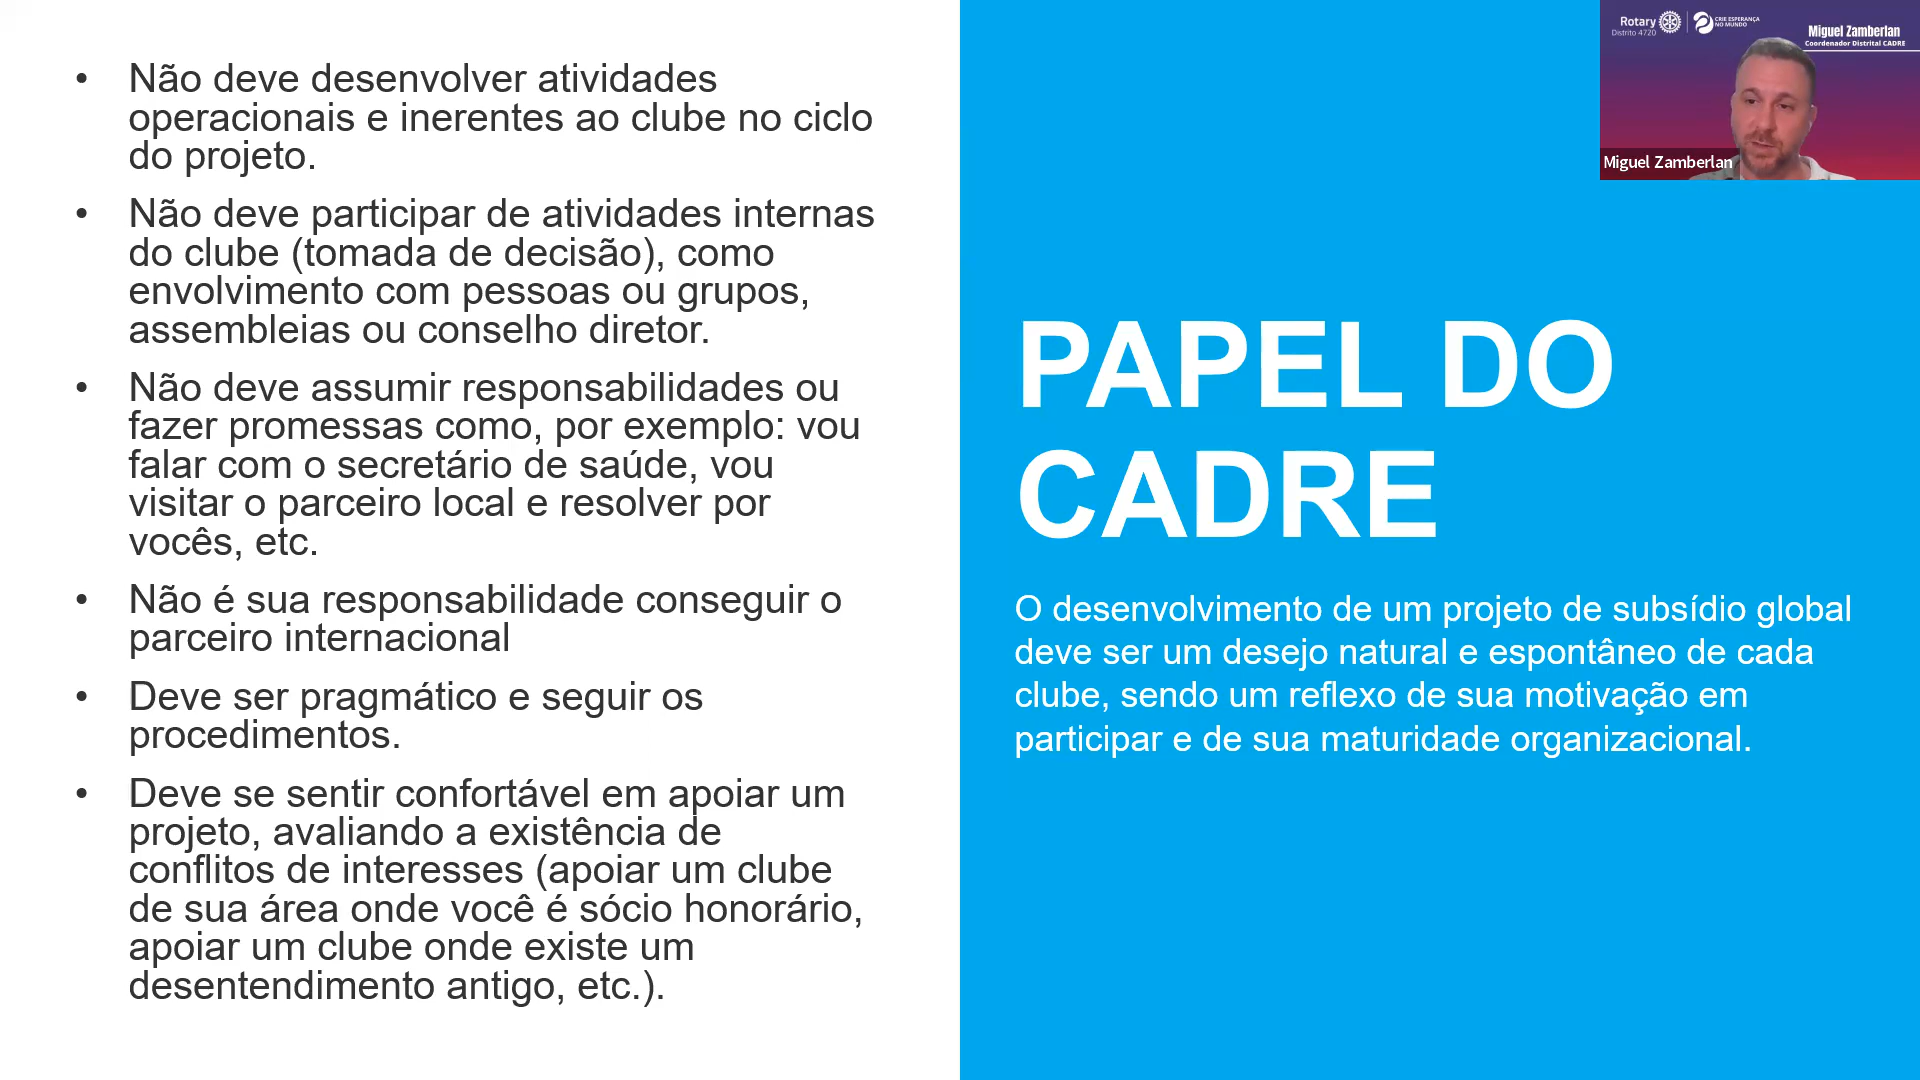 • Não deve desenvolver atividades
operacionais e inerentes ao clube no ciclo
do projeto.
• Não deve participar de atividades internas
do clube (tomada de decisão), como
envolvimento com pessoas ou grupos,
assembleias ou conselho diretor.
• Não deve assumir responsabilidades ou
fazer promessas como, por exemplo: vou
falar com o secretário de saúde, vou
visitar o parceiro local e resolver por
vocês, etc.
• Não é sua responsabilidade conseguir o
parceiro internacional
• Deve ser pragmático e seguir os
procedimentos.
• Deve se sentir confortável em apoiar um
projeto, avaliando a existência de
conflitos de interesses (apoiar um clube
de sua área onde você é sócio honorário,
apoiar um clube onde existe um
desentendimento antigo, etc.).
PAPEL DO
CADRE
O desenvolvimento de um projeto de subsídio global
deve ser um desejo natural e espontâneo de cada
clube, sendo um reflexo de sua motivação em
participar e de sua maturidade organizacional.
Rotary
Distrito 4720
CRIE ESPERANÇA
NO MUNDO
Miguel Zamberlan
Coordenador Distrital CADRE
Miguel Zamberlan